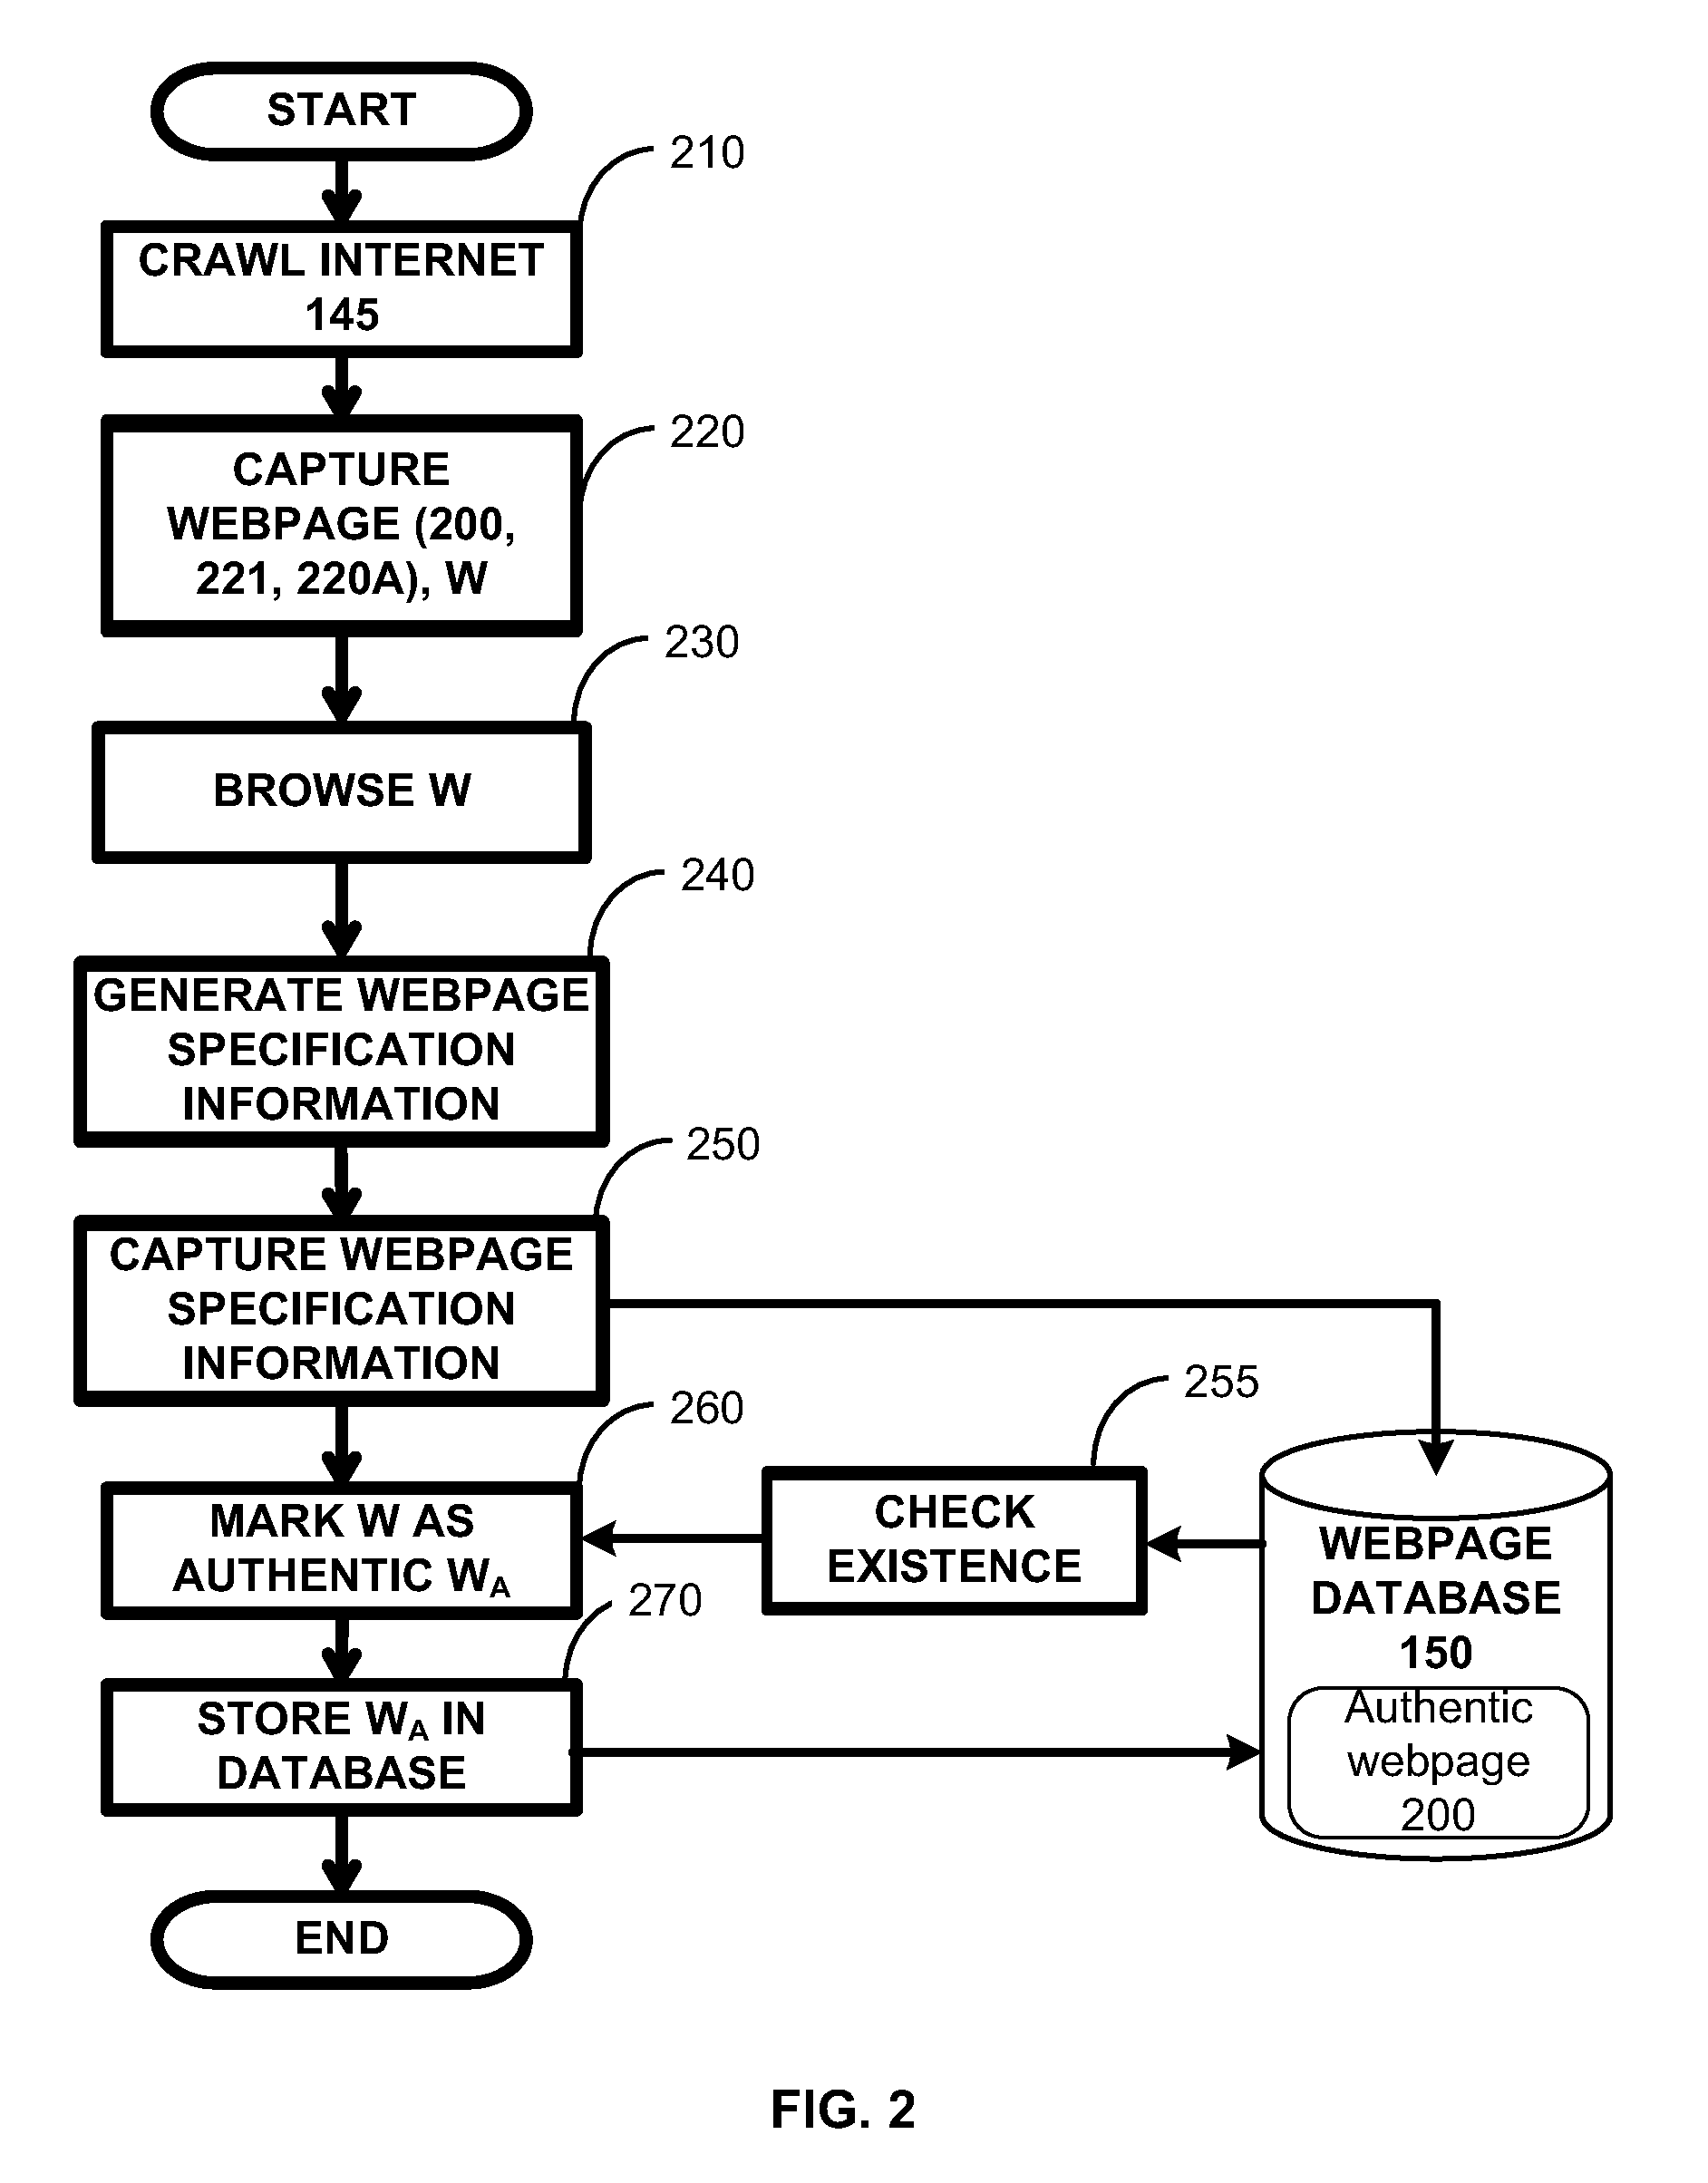 START
210
CRAWL INTERNET
145
220
CAPTURE
WEBPAGE (200,
221, 220A), W
230
BROWSE W
240
GENERATE WEBPAGE
SPECIFICATION
INFORMATION
250
CAPTURE WEBPAGE
SPECIFICATION
INFORMATION
260
MARK W AS
AUTHENTIC WA
255
CHECK
EXISTENCE
WEBPAGE
DATABASE
150
Authentic
webpage
200
270
STORE WA IN
DATABASE
END
FIG. 2